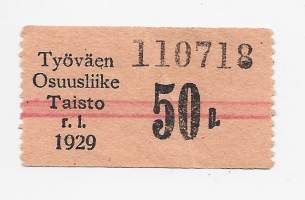 Työväen
Osuusliike
Taisto
r. l.
1929
110718
50 p.